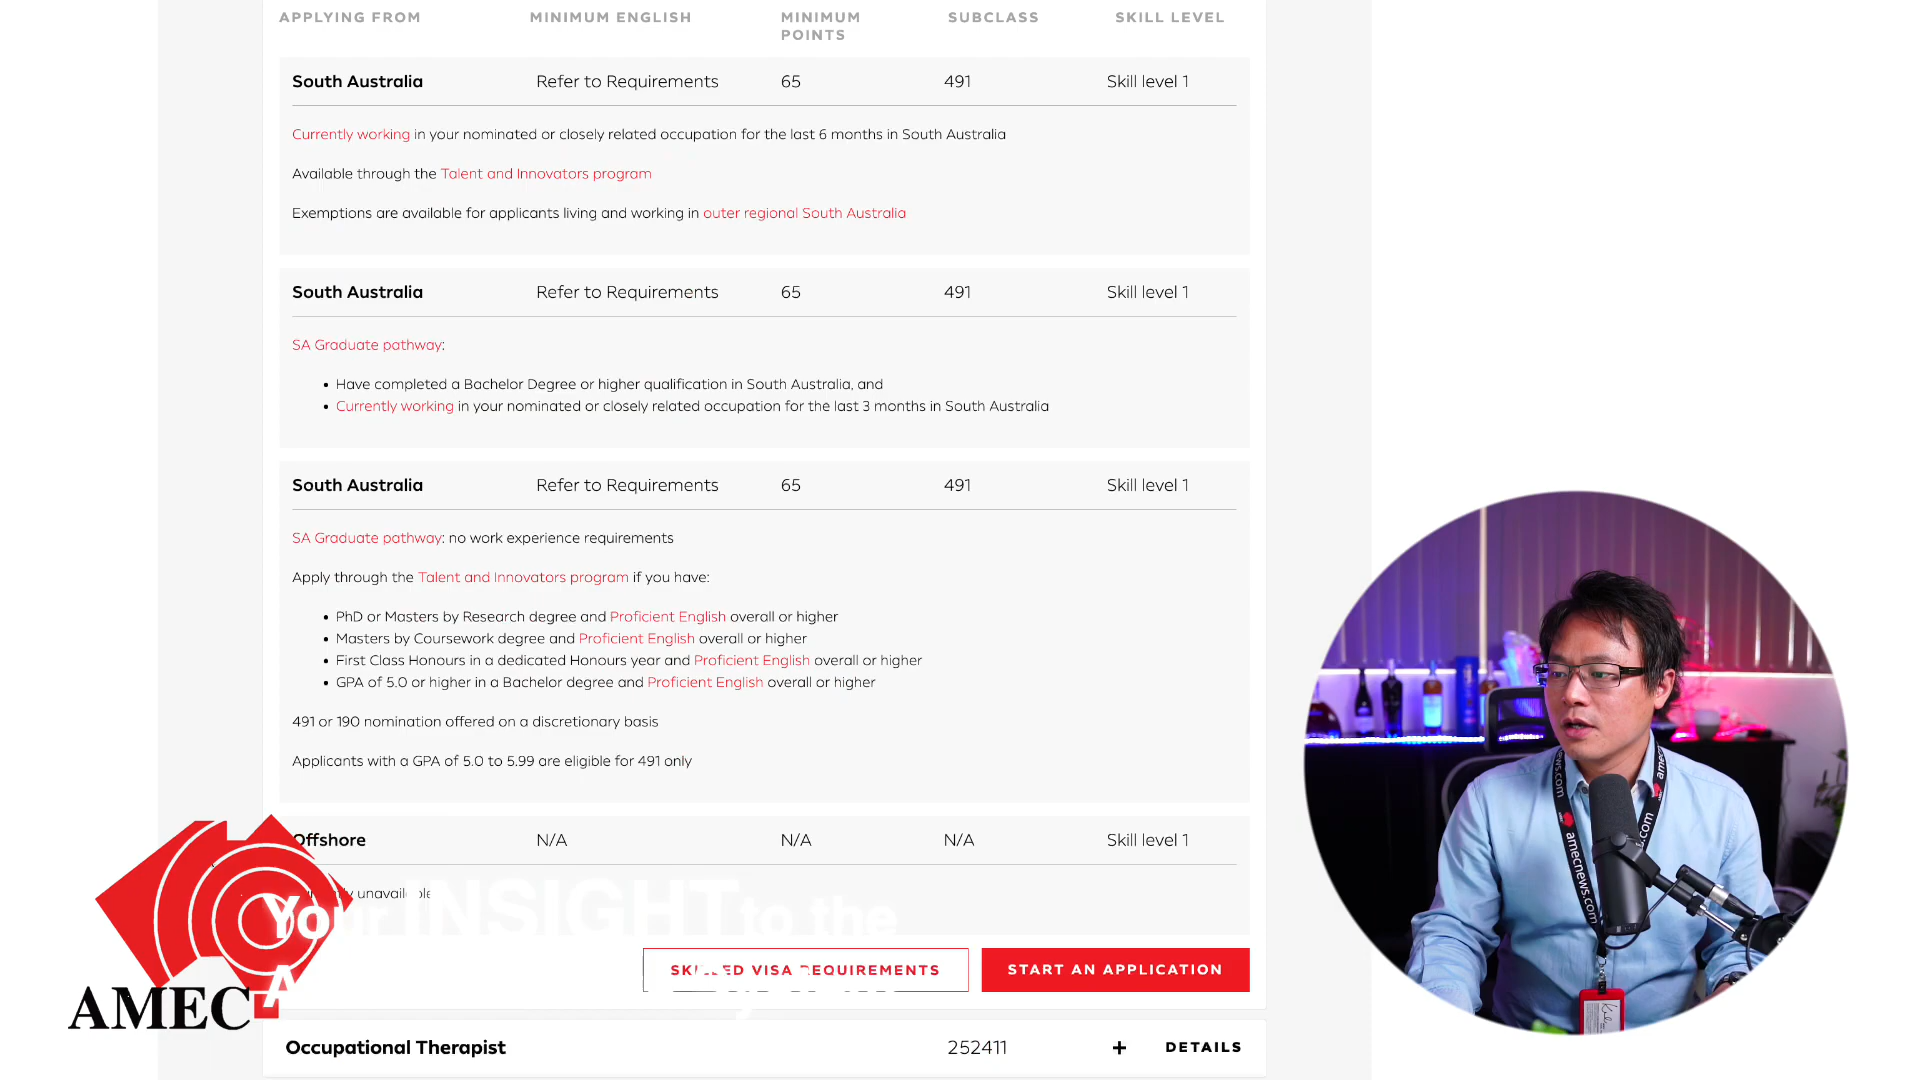 APPLYING FROM MINIMUM ENGLISH MINIMUM POINTS SUBCLASS SKILL LEVEL
South Australia Refer to Requirements 65 491 Skill level 1
Currently working in your nominated or closely related occupation for the last 6 months in South Australia
Available through the Talent and Innovators program
Exemptions are available for applicants living and working in outer regional South Australia
South Australia Refer to Requirements 65 491 Skill level 1
SA Graduate pathway:
• Have completed a Bachelor Degree or higher qualification in South Australia, and
• Currently working in your nominated or closely related occupation for the last 3 months in South Australia
South Australia Refer to Requirements 65 491 Skill level 1
SA Graduate pathway: no work experience requirements
Apply through the Talent and Innovators program if you have:
• PhD or Masters by Research degree and Proficient English overall or higher
• Masters by Coursework degree and Proficient English overall or higher
• First Class Honours in a dedicated Honours year and Proficient English overall or higher
• GPA of 5.0 or higher in a Bachelor degree and Proficient English overall or higher
491 or 190 nomination offered on a discretionary basis
Applicants with a GPA of 5.0 to 5.99 are eligible for 491 only
Offshore N/A N/A N/A Skill level 1
Your INSIGHT to the
SKILLED VISA REQUIREMENTS START AN APPLICATION
AMEC
Occupational Therapist 252411 + DETAILS
amecnews.com